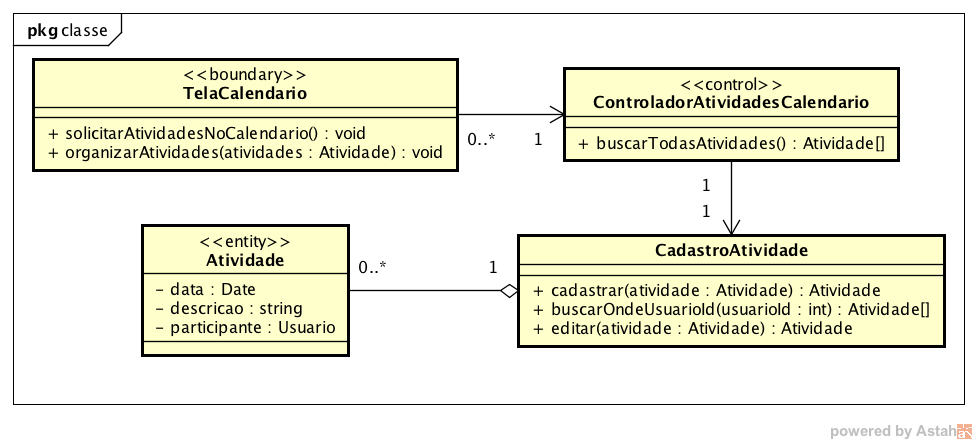 pkg classe
<<boundary>>
TelaCalendario
+ solicitarAtividadesNoCalendario() : void
+ organizarAtividades(atividades : Atividade) : void
0..*
1
<<control>>
ControladorAtividadesCalendario
+ buscarTodasAtividades() : Atividade[]
1
1
<<entity>>
Atividade
- data : Date
- descricao : string
- participante : Usuario
0..*
1
CadastroAtividade
+ cadastrar(atividade : Atividade) : Atividade
+ buscarOndeUsuarioId(usuarioId : int) : Atividade[]
+ editar(atividade : Atividade) : Atividade
powered by Astah